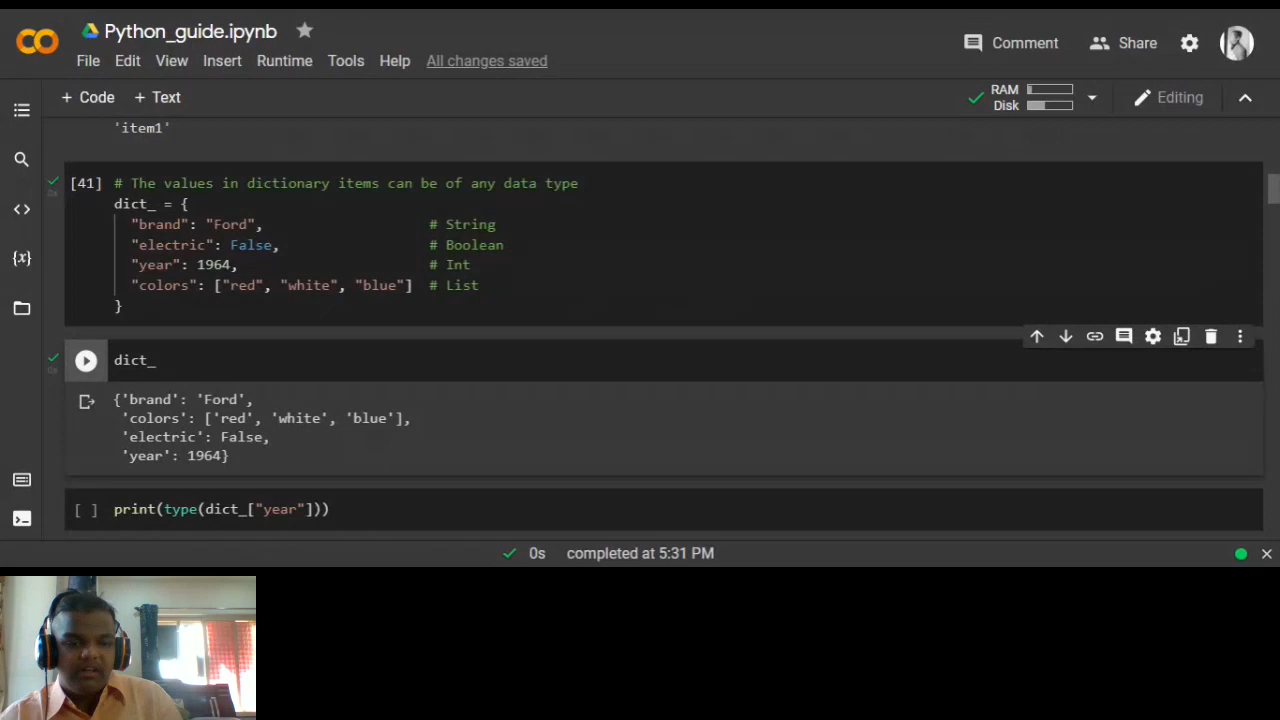 Python_guide.ipynb
Comment
Share
File Edit View Insert Runtime Tools Help All changes saved
+ Code + Text
RAM
Disk
Editing
'item1'
[41] # The values in dictionary items can be of any data type
dict_ = {
"brand": "Ford", # String
"electric": False, # Boolean
"year": 1964, # Int
"colors": ["red", "white", "blue"] # List
}
dict_
{'brand': 'Ford',
'colors': ['red', 'white', 'blue'],
'electric': False,
'year': 1964}
[ ] print(type(dict_["year"]))
0s completed at 5:31 PM